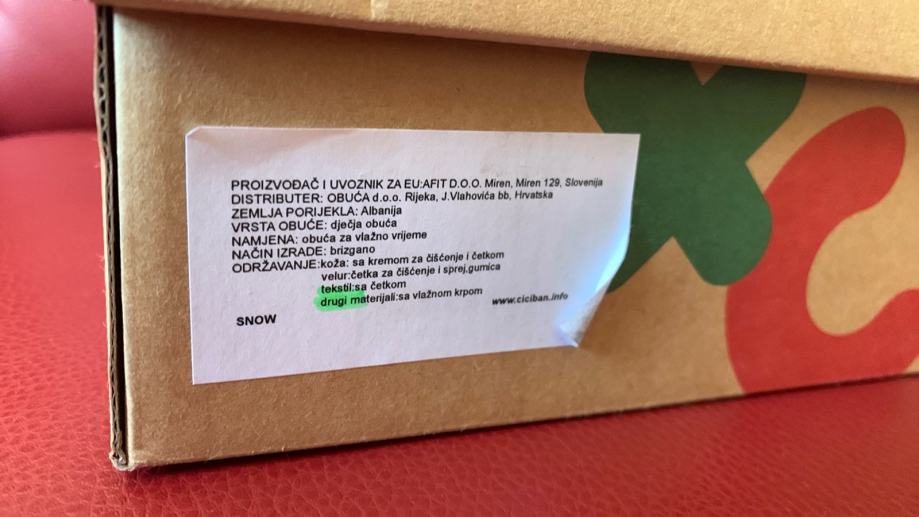 PROIZVOĐAČ I UVOZNIK ZA EU:AFIT D.O.O. Miren, Miren 129, Slovenija
DISTRIBUTER: OBUĆA d.o.o. Rijeka, J.Vlahovića bb, Hrvatska
ZEMLJA PORIJEKLA: Albanija
VRSTA OBUĆE: dječja obuća
NAMJENA: obuća za vlažno vrijeme
NAČIN IZRADE: brizgano
ODRŽAVANJE:koža: sa kremom za čišćenje i četkom
velur:četka za čišćenje i sprej,gumica
tekstil:sa četkom
drugi materijali:sa vlažnom krpom
www.ciciban.info
SNOW